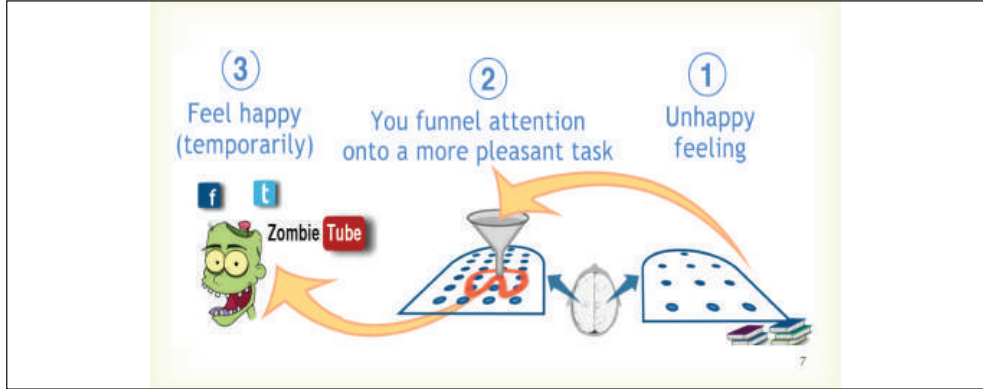 3
2
1
Feel happy
(temporarily)
You funnel attention
onto a more pleasant task
Unhappy
feeling
f
t
Zombie Tube
7